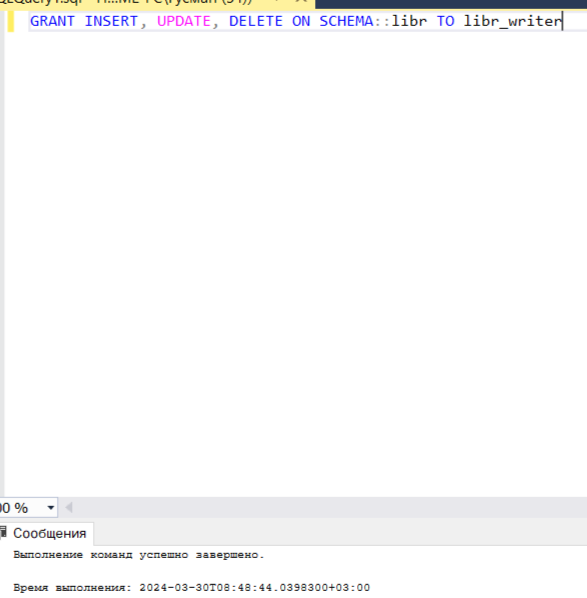 GRANT INSERT, UPDATE, DELETE ON SCHEMA::libr TO libr_writer
00 %
Сообщения
Выполнение команд успешно завершено.
Время выполнения: 2024-03-30T08:48:44.0398300+03:00